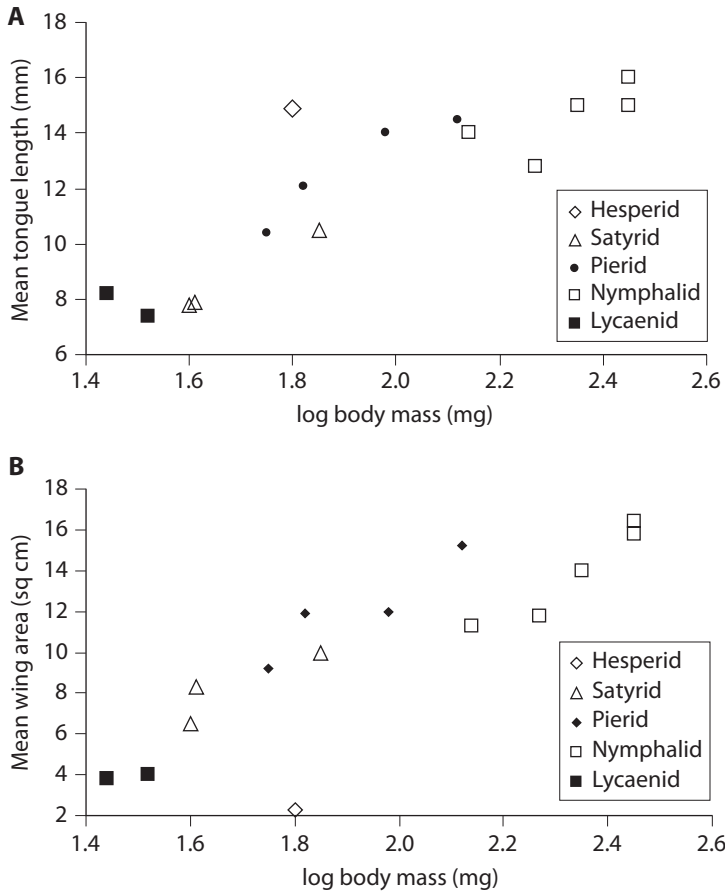 A
Mean tongue length (mm)
18
16
14
12
10
8
6
1.4 1.6 1.8 2.0 2.2 2.4 2.6
log body mass (mg)
Hesperid
Satyrid
Pierid
Nymphalid
Lycaenid
B
Mean wing area (sq cm)
18
16
14
12
10
8
6
4
2
1.4 1.6 1.8 2.0 2.2 2.4 2.6
log body mass (mg)
Hesperid
Satyrid
Pierid
Nymphalid
Lycaenid